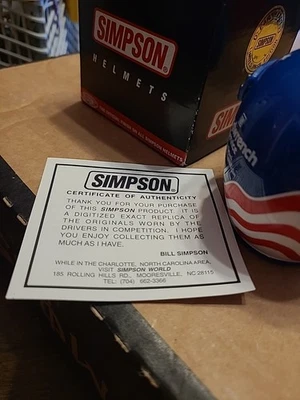 SIMPSON
HELMETS
SIMPSON
SIMPSON
CERTIFICATE OF AUTHENTICITY
THANK YOU FOR YOUR PURCHASE
OF THIS SIMPSON PRODUCT. IT IS
A DIGITIZED EXACT REPLICA OF
THE ORIGINALS WORN BY THE
DRIVERS IN COMPETITION. I HOPE
YOU ENJOY COLLECTING THEM AS
MUCH AS I HAVE.
BILL SIMPSON
WHILE IN THE CHARLOTTE, NORTH CAROLINA AREA,
VISIT SIMPSON WORLD
185 ROLLING HILLS RD., MOORESVILLE, NC 28115
TEL: (704) 662-3366